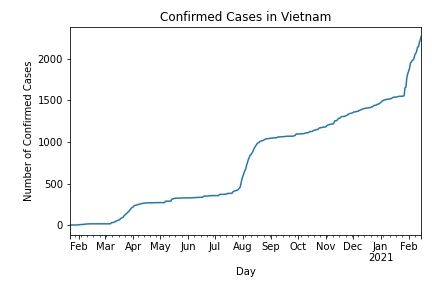 Confirmed Cases in Vietnam
Number of Confirmed Cases
2000
1500
1000
500
0
Feb Mar Apr May Jun Jul Aug Sep Oct Nov Dec Jan Feb
2021
Day